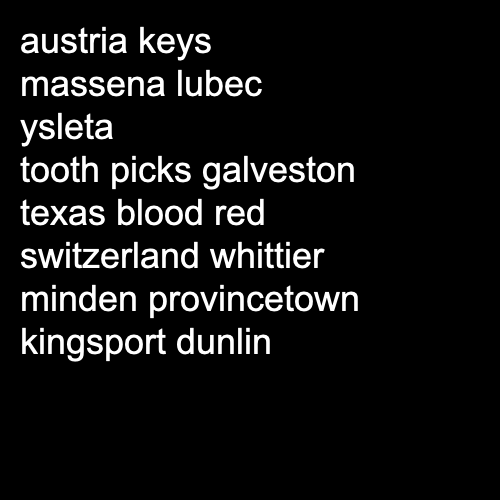 austria keys
massena lubec
ysleta
tooth picks galveston
texas blood red
switzerland whittier
minden provincetown
kingsport dunlin